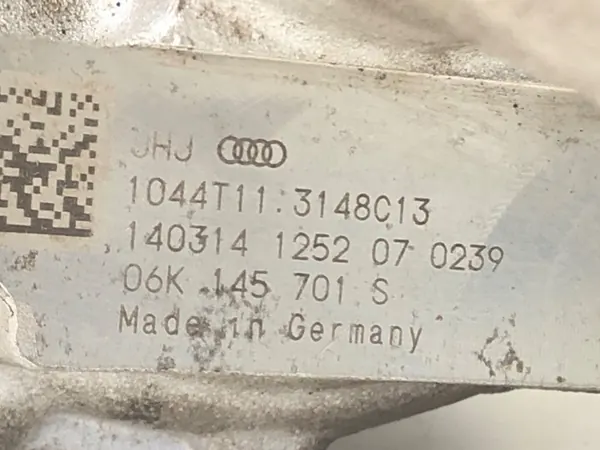 JHJ
1044T11.3148C13
140314 1252 07 0239
06K 145 701 S
Made in Germany